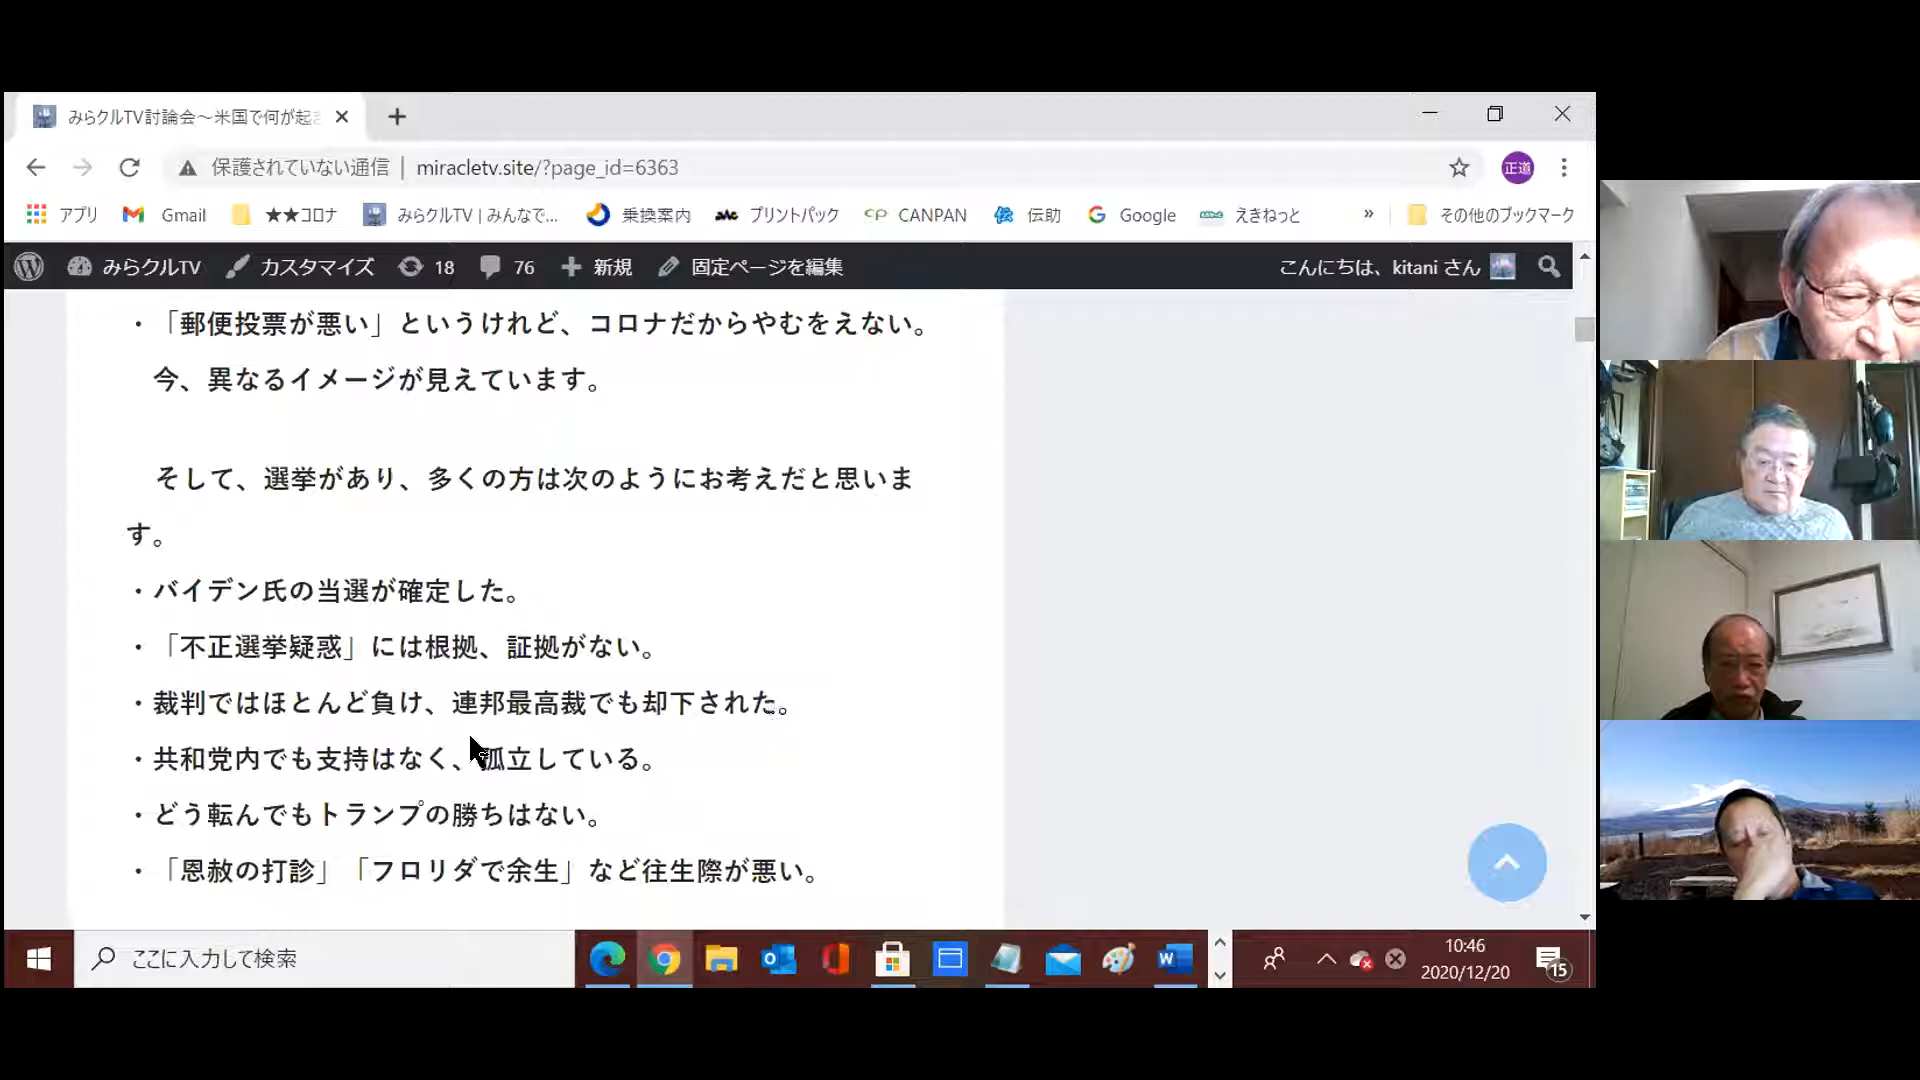 みらクルTV討論会～米国で何が起き
保護されていない通信 | miracletv.site/?page_id=6363
正道
アプリ Gmail ★★コロナ みらクルTV | みんなで... 乗換案内 プリントパック CANPAN 伝助 Google えきねっと » その他のブックマーク
みらクルTV カスタマイズ 18 76 新規 固定ページを編集 こんにちは、kitani さん
・「郵便投票が悪い」というけれど、コロナだからやむをえない。
今、異なるイメージが見えています。
そして、選挙があり、多くの方は次のようにお考えだと思いま
す。
・バイデン氏の当選が確定した。
・「不正選挙疑惑」には根拠、証拠がない。
・裁判ではほとんど負け、連邦最高裁でも却下された。
・共和党内でも支持はなく、孤立している。
・どう転んでもトランプの勝ちはない。
・「恩赦の打診」「フロリダで余生」など往生際が悪い。
ここに入力して検索
10:46
2020/12/20
15